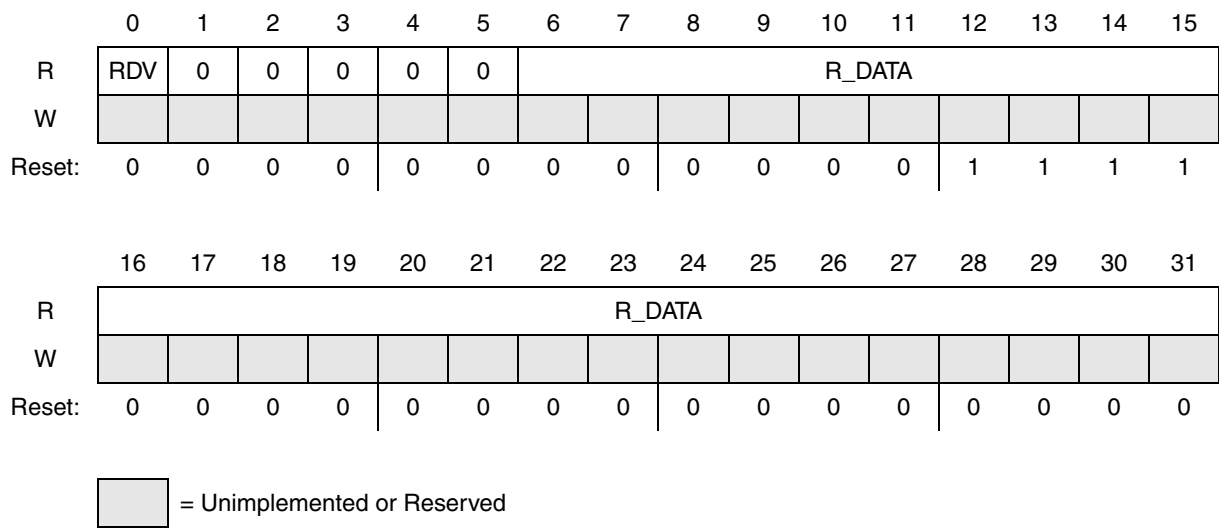 0 1 2 3 4 5 6 7 8 9 10 11 12 13 14 15
R RDV 0 0 0 0 0 R_DATA
W
Reset: 0 0 0 0 0 0 0 0 0 0 0 0 1 1 1 1
16 17 18 19 20 21 22 23 24 25 26 27 28 29 30 31
R R_DATA
W
Reset: 0 0 0 0 0 0 0 0 0 0 0 0 0 0 0 0
= Unimplemented or Reserved